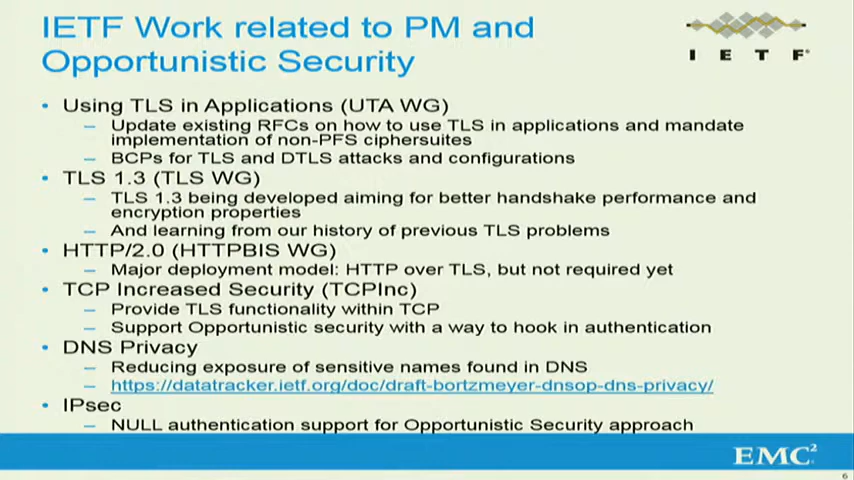 IETF Work related to PM and
Opportunistic Security
I E T F®
• Using TLS in Applications (UTA WG)
– Update existing RFCs on how to use TLS in applications and mandate
implementation of non-PFS ciphersuites
– BCPs for TLS and DTLS attacks and configurations
• TLS 1.3 (TLS WG)
– TLS 1.3 being developed aiming for better handshake performance and
encryption properties
– And learning from our history of previous TLS problems
• HTTP/2.0 (HTTPBIS WG)
– Major deployment model: HTTP over TLS, but not required yet
• TCP Increased Security (TCPInc)
– Provide TLS functionality within TCP
– Support Opportunistic security with a way to hook in authentication
• DNS Privacy
– Reducing exposure of sensitive names found in DNS
– https://datatracker.ietf.org/doc/draft-bortzmeyer-dnsop-dns-privacy/
• IPsec
– NULL authentication support for Opportunistic Security approach
EMC²
6